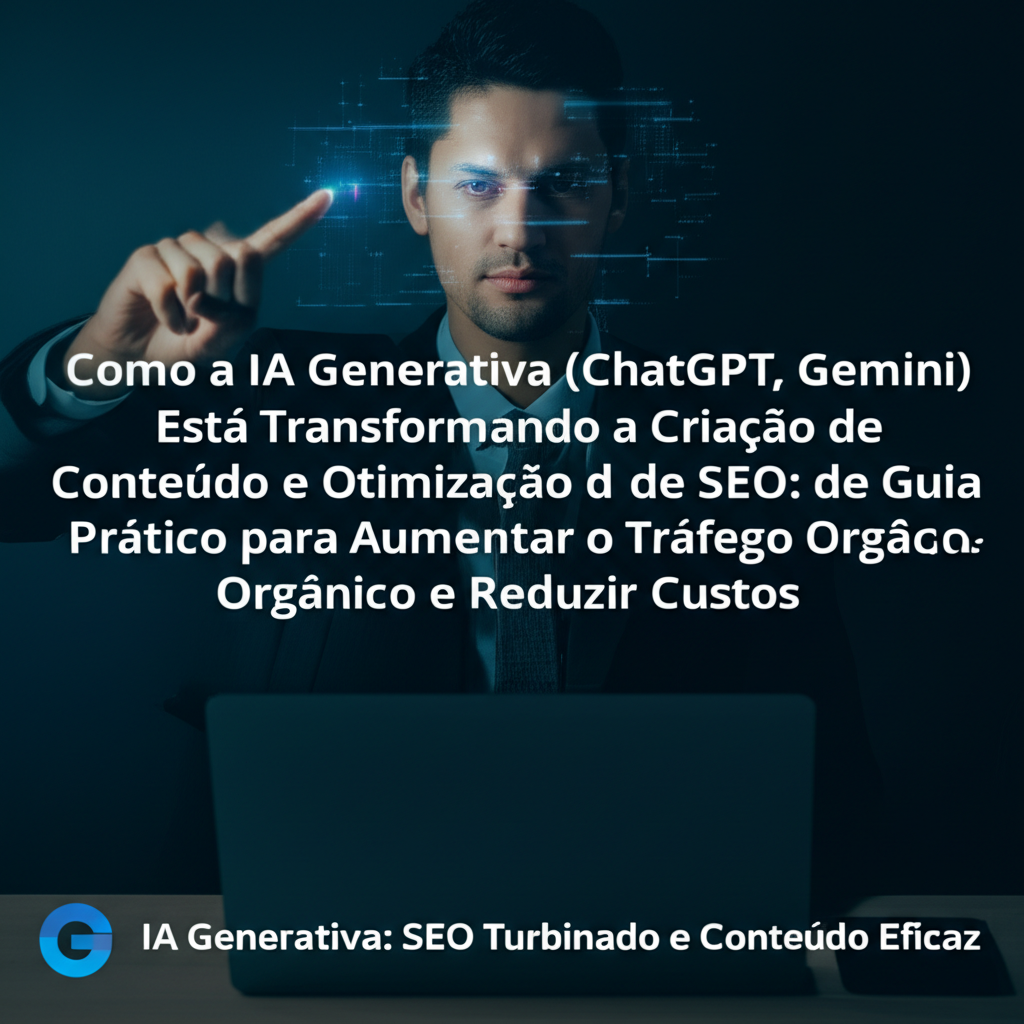 Como a IA Generativa (ChatGPT, Gemini)
Está Transformando a Criação de
Conteúdo e Otimização d de SEO: de Guia
Prático para Aumentar o Tráfego
Orgânico e Reduzir Custos
G
IA Generativa: SEO Turbinado e Conteúdo Eficaz